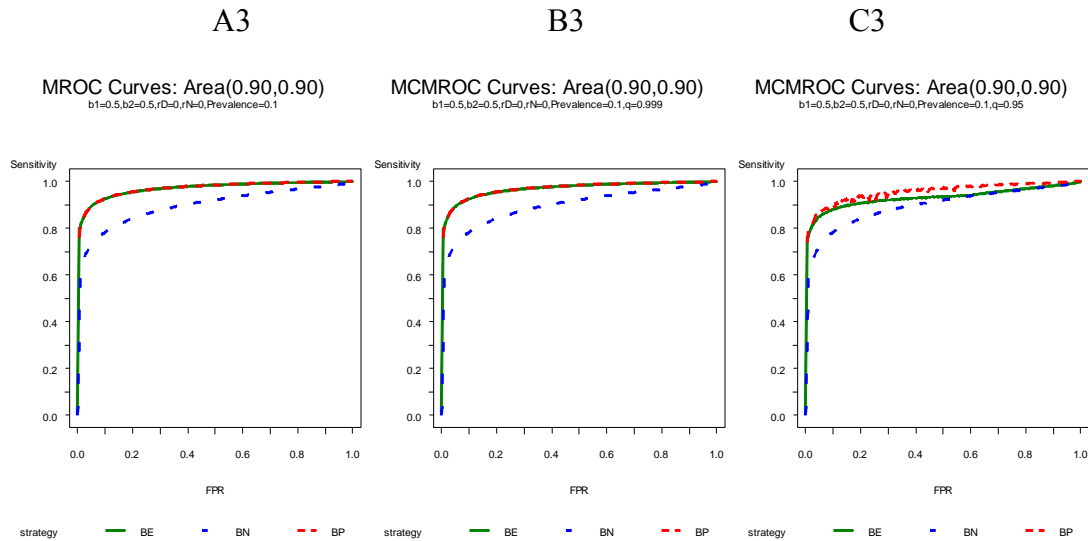 A3 B3 C3
MROC Curves: Area(0.90,0.90)
b1=0.5,b2=0.5,rD=0,rN=0,Prevalence=0.1
Sensitivity
1.0
0.8
0.6
0.4
0.2
0.0
0.0 0.2 0.4 0.6 0.8 1.0
FPR
strategy BE BN BP
MCMROC Curves: Area(0.90,0.90)
b1=0.5,b2=0.5,rD=0,rN=0,Prevalence=0.1,q=0.999
Sensitivity
1.0
0.8
0.6
0.4
0.2
0.0
0.0 0.2 0.4 0.6 0.8 1.0
FPR
strategy BE BN BP
MCMROC Curves: Area(0.90,0.90)
b1=0.5,b2=0.5,rD=0,rN=0,Prevalence=0.1,q=0.95
Sensitivity
1.0
0.8
0.6
0.4
0.2
0.0
0.0 0.2 0.4 0.6 0.8 1.0
FPR
strategy BE BN BP